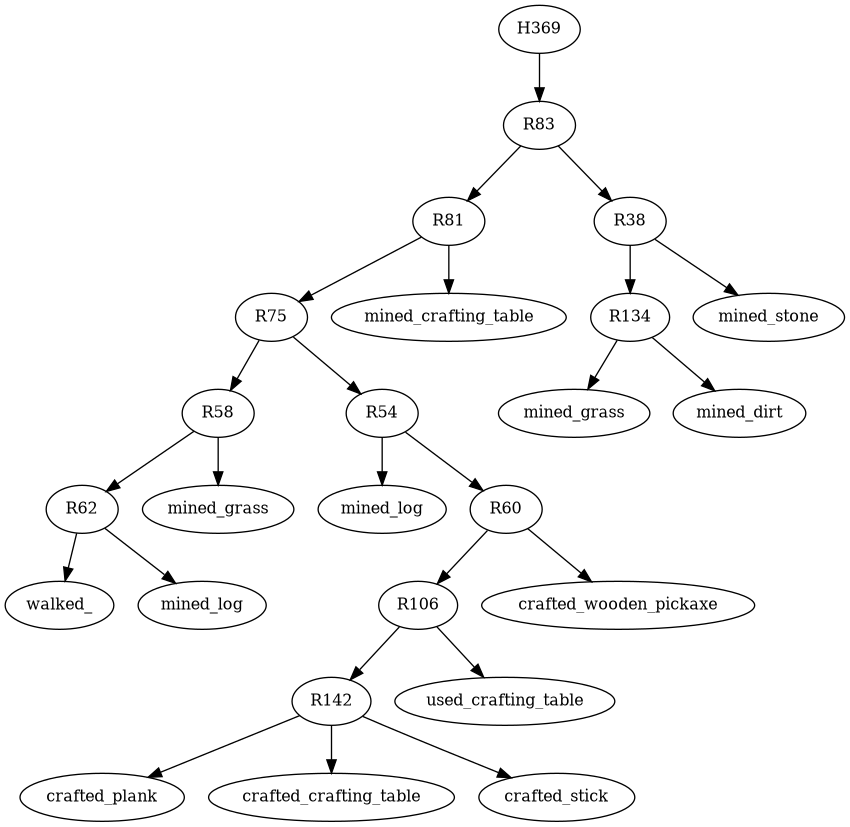 H369
R83
R81
R38
R75
mined_crafting_table
R134
mined_stone
R58
R54
mined_grass
mined_dirt
R62
mined_grass
mined_log
R60
walked_
mined_log
R106
crafted_wooden_pickaxe
R142
used_crafting_table
crafted_plank
crafted_crafting_table
crafted_stick